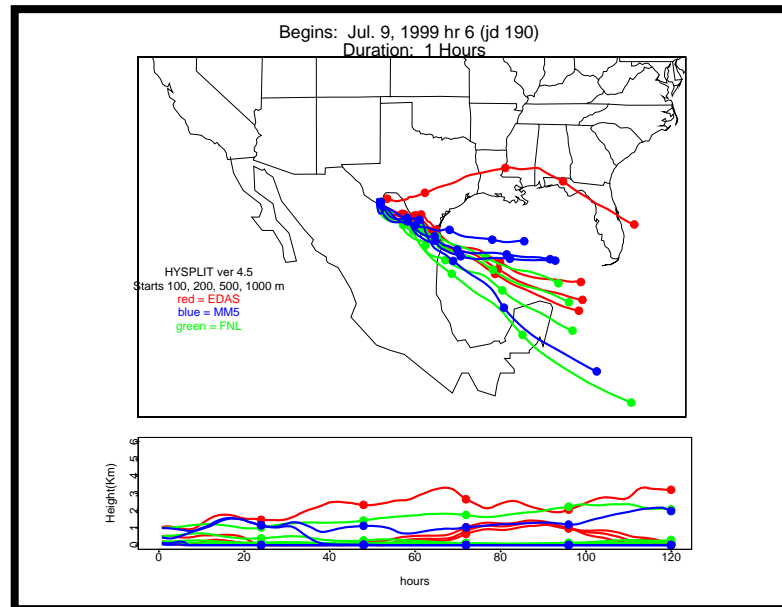 Begins:  Jul. 9, 1999 hr 6 (jd 190)
Duration:  1 Hours
HYSPLIT ver 4.5
Starts 100, 200, 500, 1000 m
red = EDAS
blue = MM5
green = FNL
Height(Km)
6
5
4
3
2
1
0
0 20 40 60 80 100 120
hours